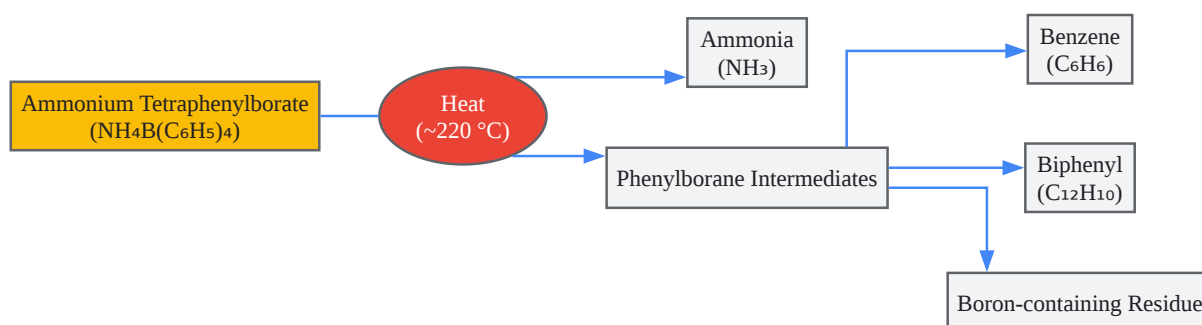 Ammonium Tetraphenylborate
(NH₄B(C₆H₅)₄)
Heat
(~220 °C)
Ammonia
(NH₃)
Phenylborane Intermediates
Benzene
(C₆H₆)
Biphenyl
(C₁₂H₁₀)
Boron-containing Residue